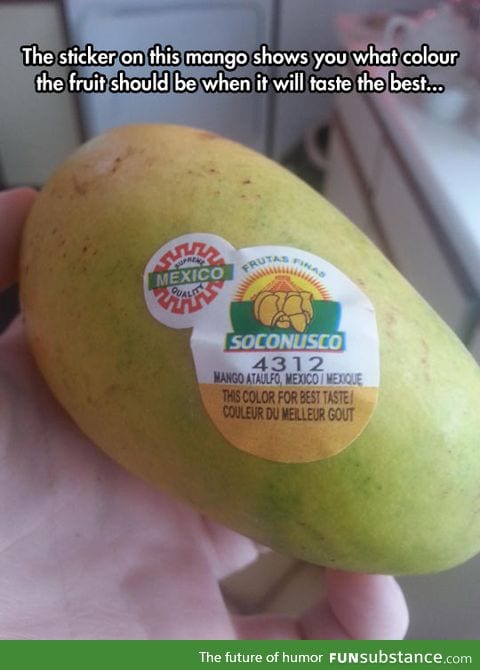 The sticker on this mango shows you what colour
the fruit should be when it will taste the best...
SUPREME
MEXICO
QUALITY
FRUTAS FINAS
SOCONUSCO
4312
MANGO ATAULFO, MEXICO / MEXIQUE
THIS COLOR FOR BEST TASTE /
COULEUR DU MEILLEUR GOUT
The future of humor FUNsubstance.com